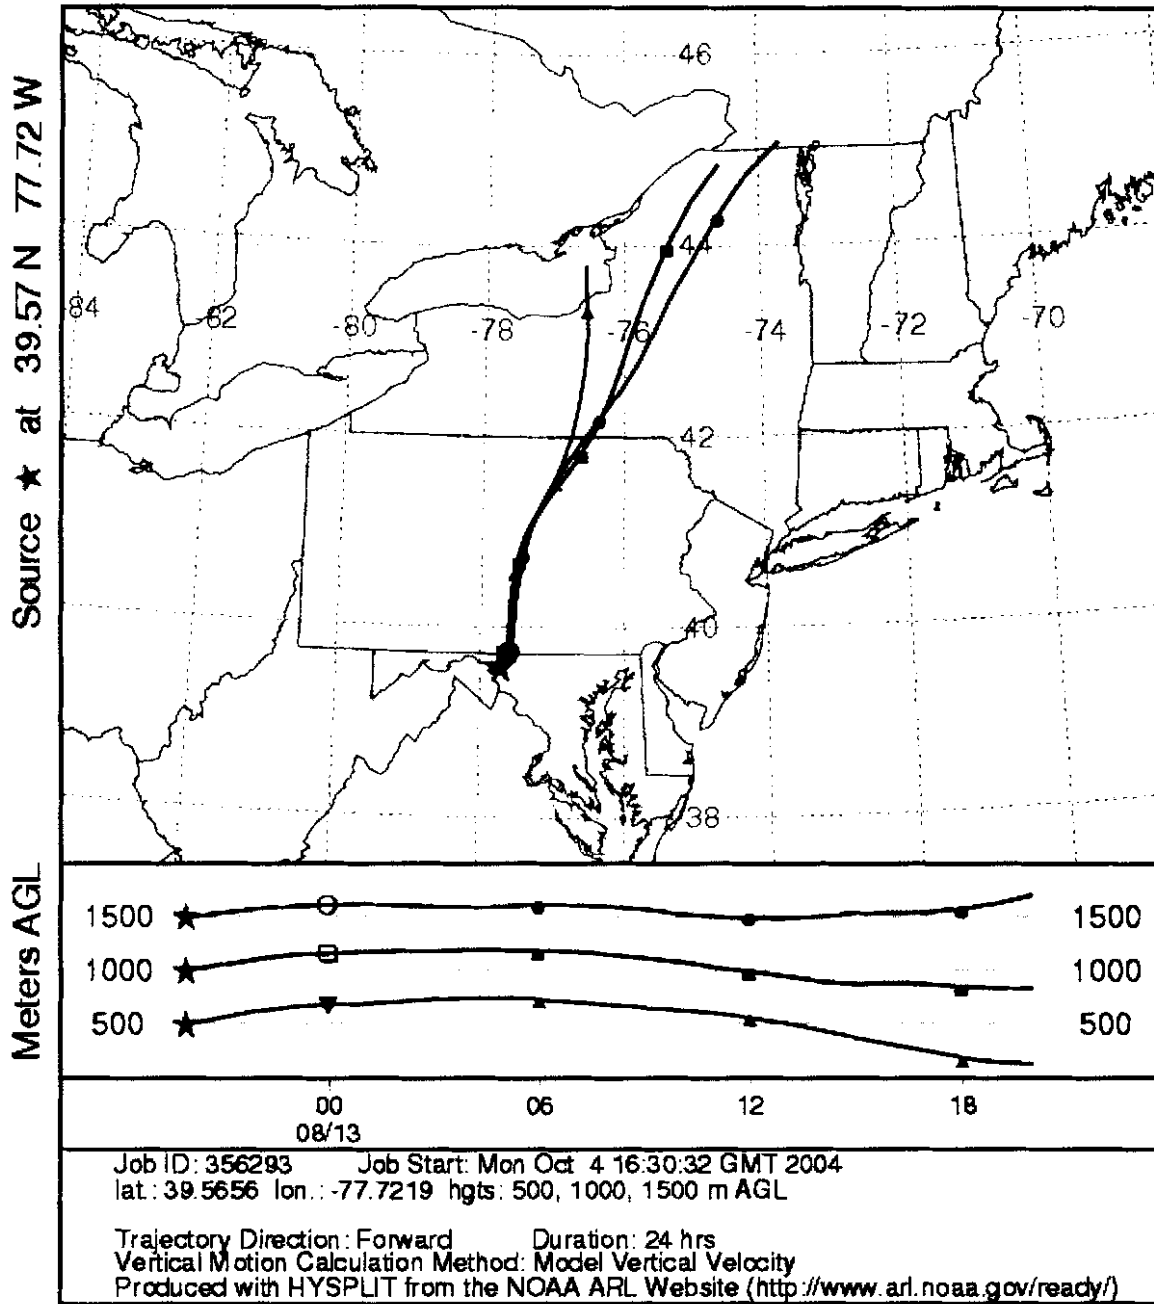 Source ★ at 39.57 N 77.72 W
46
44
-84
-82
-80
-78
-76
-74
-72
-70
42
40
38
Meters AGL
1500 1500
1000 1000
500 500
00 06 12 18
08/13
Job ID: 356293 Job Start: Mon Oct 4 16:30:32 GMT 2004
lat.: 39.5656 lon.: -77.7219 hgts: 500, 1000, 1500 m AGL
Trajectory Direction: Forward Duration: 24 hrs
Vertical Motion Calculation Method: Model Vertical Velocity
Produced with HYSPLIT from the NOAA ARL Website (http://www.arl.noaa.gov/ready/)